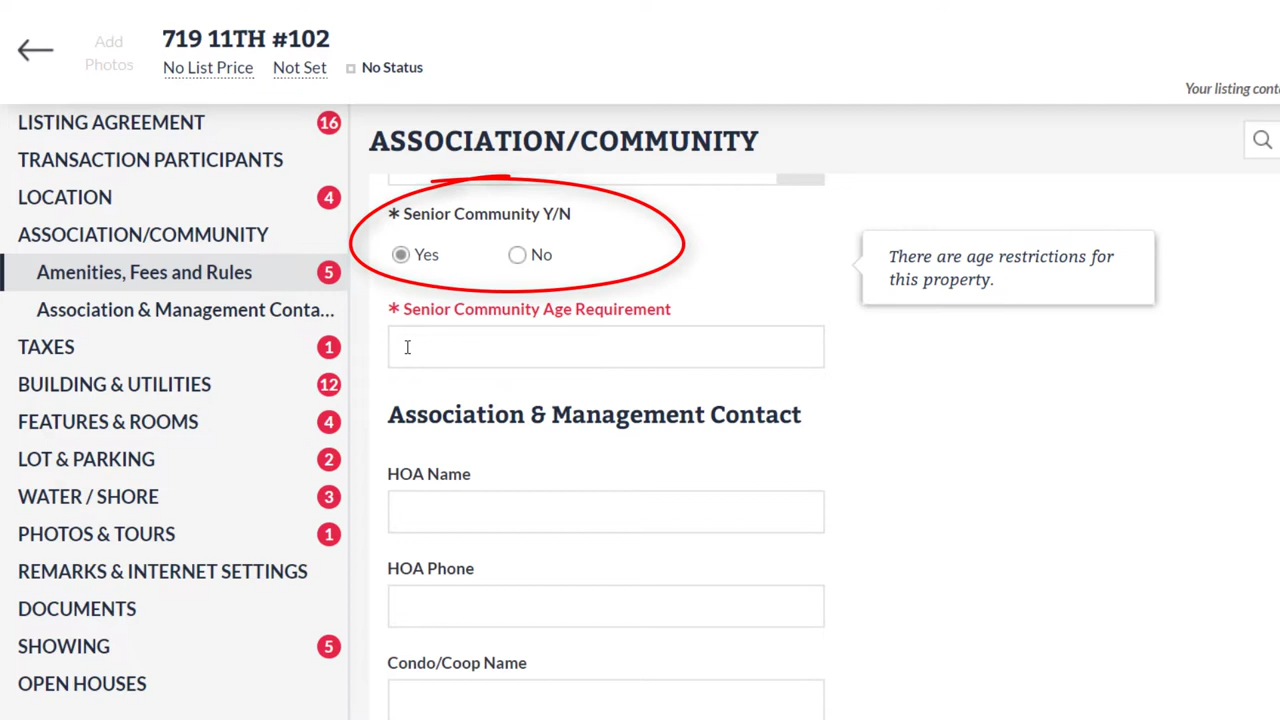 Add
Photos
719 11TH #102
No List Price Not Set No Status
Your listing cont
LISTING AGREEMENT 16
TRANSACTION PARTICIPANTS
LOCATION 4
ASSOCIATION/COMMUNITY
Amenities, Fees and Rules 5
Association & Management Conta...
TAXES 1
BUILDING & UTILITIES 12
FEATURES & ROOMS 4
LOT & PARKING 2
WATER / SHORE 3
PHOTOS & TOURS 1
REMARKS & INTERNET SETTINGS
DOCUMENTS
SHOWING 5
OPEN HOUSES
ASSOCIATION/COMMUNITY
* Senior Community Y/N
Yes No
There are age restrictions for
this property.
* Senior Community Age Requirement
Association & Management Contact
HOA Name
HOA Phone
Condo/Coop Name